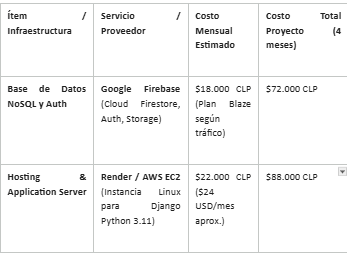 Ítem /
Infraestructura
Servicio /
Proveedor
Costo
Mensual
Estimado
Costo Total
Proyecto (4
meses)
Base de Datos
NoSQL y Auth
Google Firebase
(Cloud Firestore,
Auth, Storage)
$18.000 CLP
(Plan Blaze
según
tráfico)
$72.000 CLP
Hosting &
Application Server
Render / AWS EC2
(Instancia Linux
para Django
Python 3.11)
$22.000 CLP
($24
USD/mes
aprox.)
$88.000 CLP